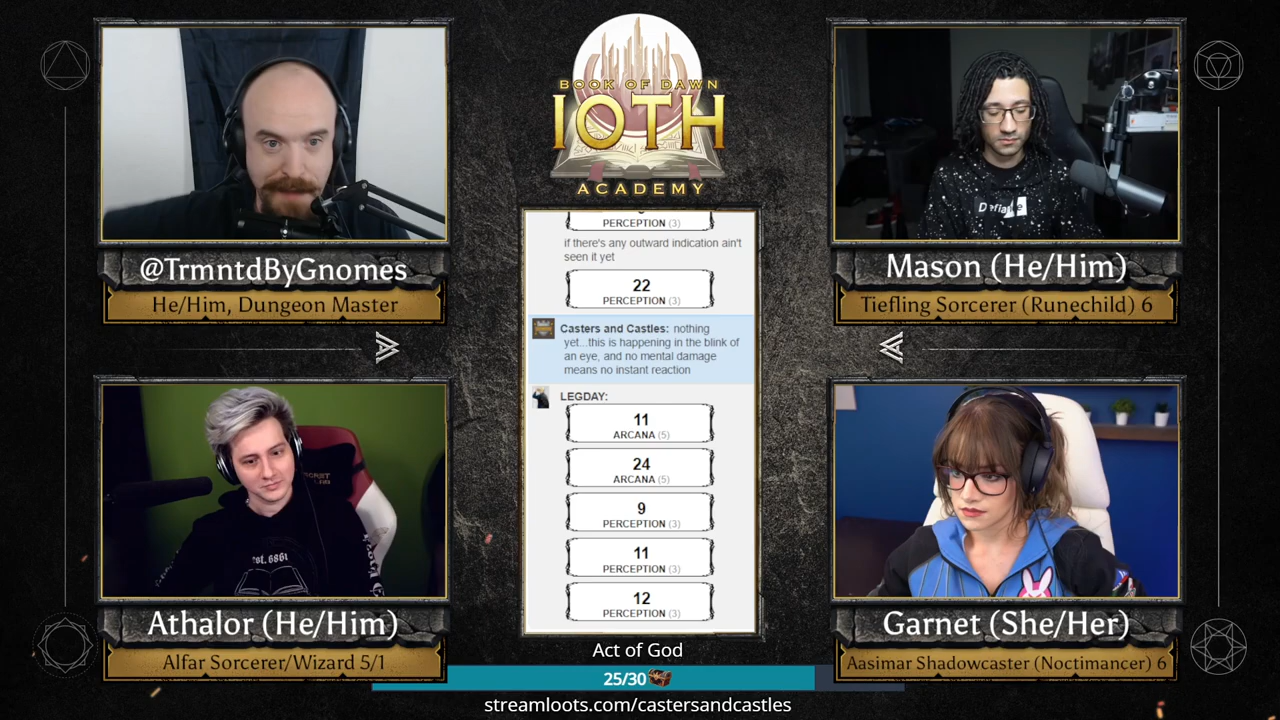 BOOK OF DAWN
IOTH
ACADEMY
@TrmntdByGnomes
He/Him, Dungeon Master
Mason (He/Him)
Tiefling Sorcerer (Runechild) 6
Defiance
PERCEPTION (3)
if there's any outward indication ain't
seen it yet
22
PERCEPTION (3)
Casters and Castles: nothing
yet...this is happening in the blink of
an eye, and no mental damage
means no instant reaction
LEGDAY:
11
ARCANA (5)
24
ARCANA (5)
9
PERCEPTION (3)
11
PERCEPTION (3)
12
PERCEPTION (3)
est. 1989
Athalor (He/Him)
Alfar Sorcerer/Wizard 5/1
Garnet (She/Her)
Aasimar Shadowcaster (Noctimancer) 6
Act of God
25/30
streamloots.com/castersandcastles